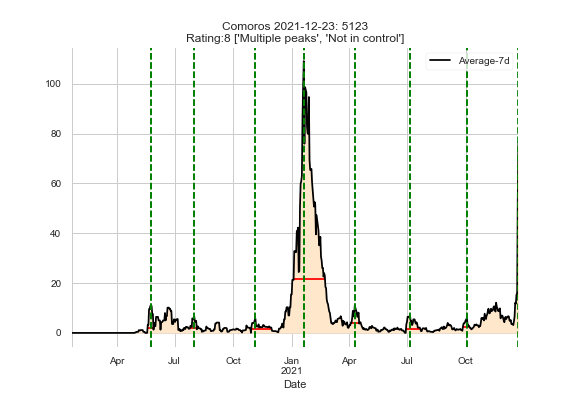 Comoros 2021-12-23: 5123
Rating:8 ['Multiple peaks', 'Not in control']
Average-7d
100
80
60
40
20
0
Apr Jul Oct Jan Apr Jul Oct
2021
Date